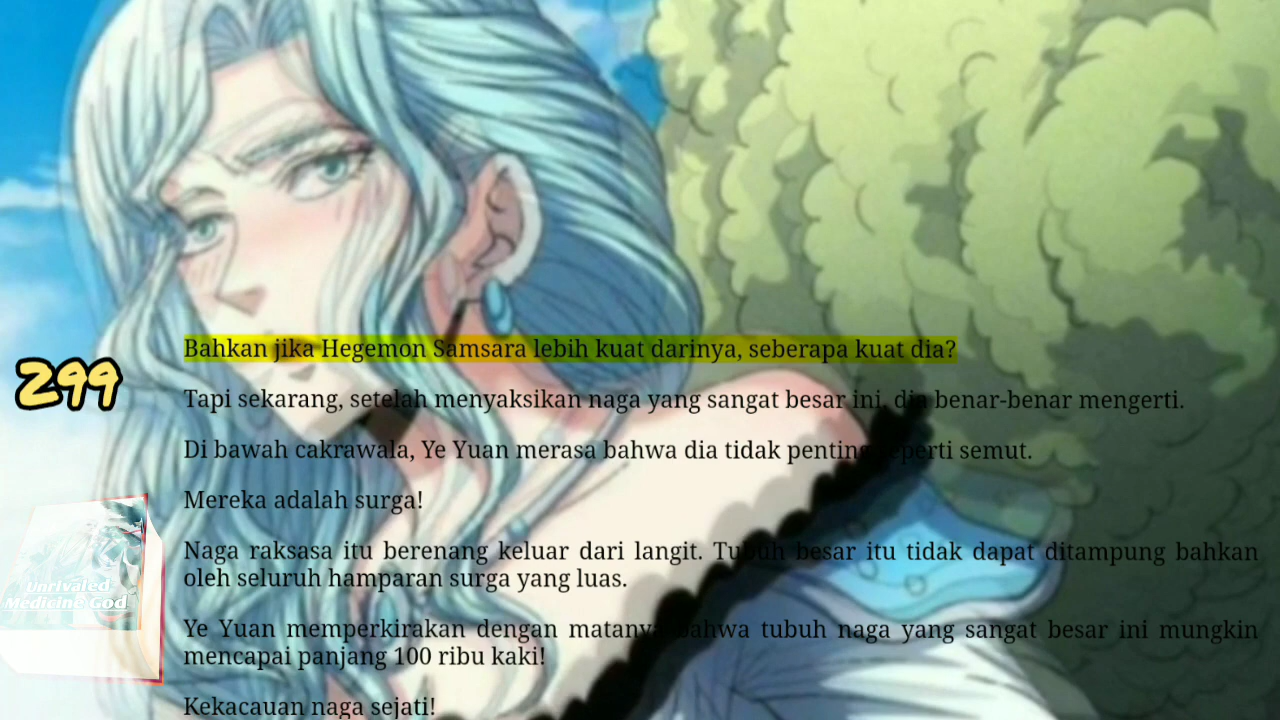 Bahkan jika Hegemon Samsara lebih kuat darinya, seberapa kuat dia?
299
Tapi sekarang, setelah menyaksikan naga yang sangat besar ini, dia benar-benar mengerti.
Di bawah cakrawala, Ye Yuan merasa bahwa dia tidak penting seperti semut.
Mereka adalah surga!
Naga raksasa itu berenang keluar dari langit. Tubuh besar itu tidak dapat ditampung bahkan
oleh seluruh hamparan surga yang luas.
Unrivaled
Medicine God
Ye Yuan memperkirakan dengan matanya bahwa tubuh naga yang sangat besar ini mungkin
mencapai panjang 100 ribu kaki!
Kekacauan naga sejati!